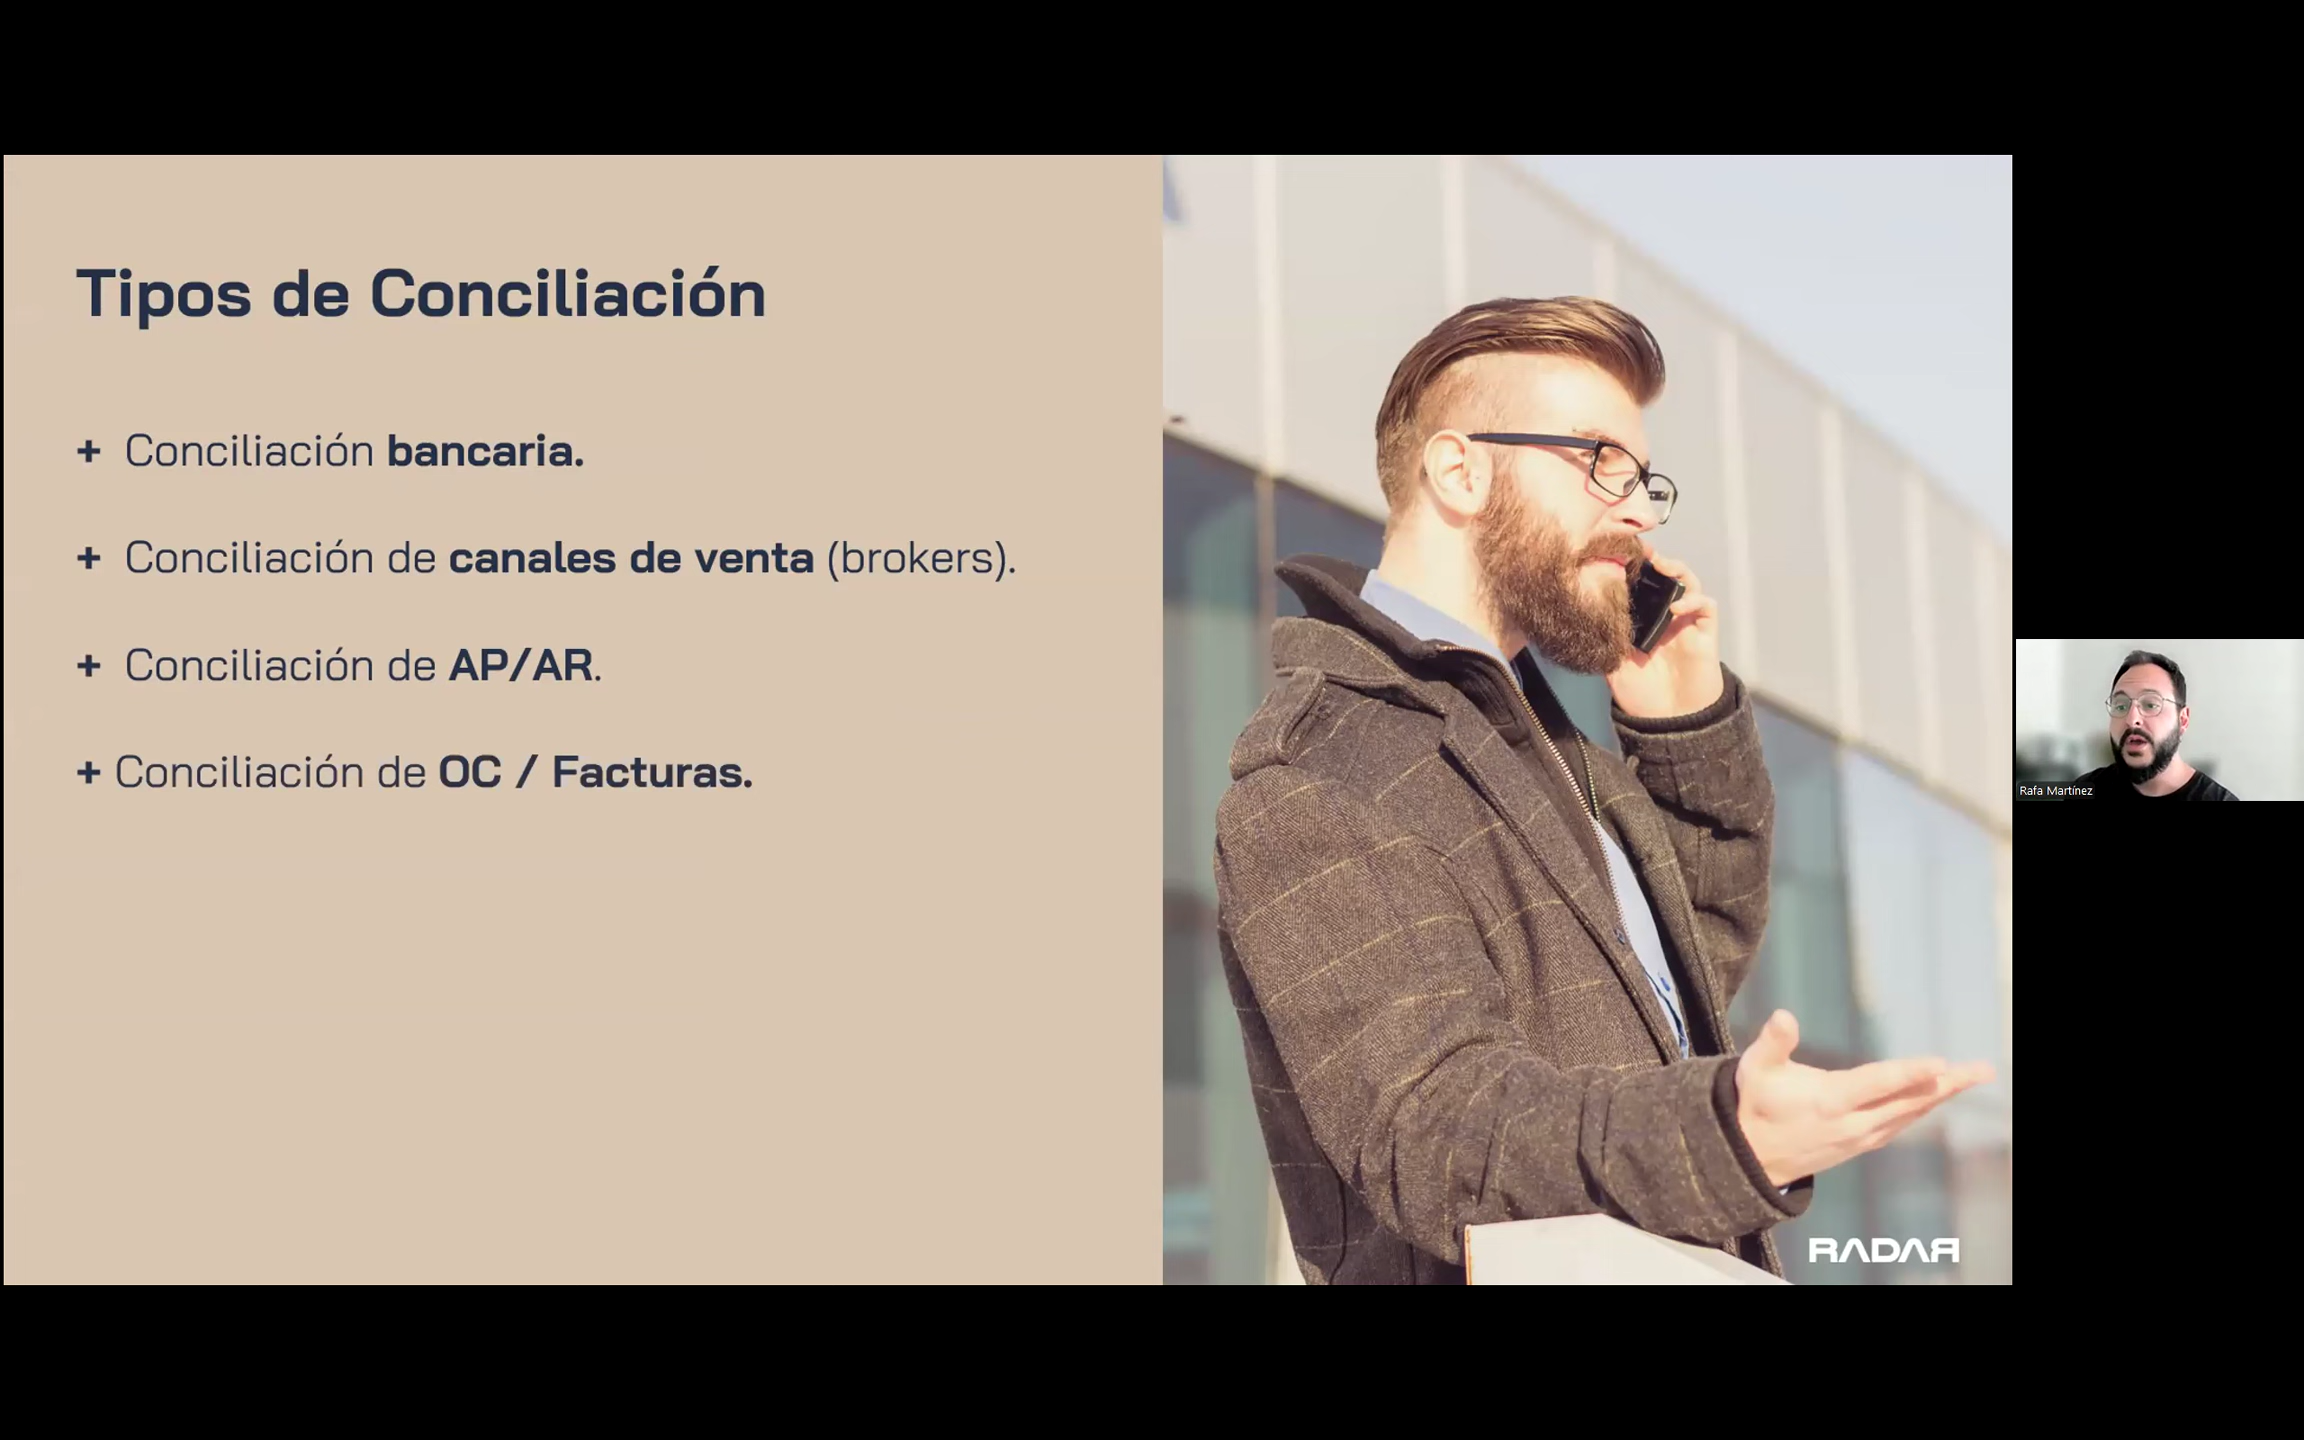 Tipos de Conciliación
+ Conciliación bancaria.
+ Conciliación de canales de venta (brokers).
+ Conciliación de AP/AR.
+ Conciliación de OC / Facturas.
RADAR
Rafa Martínez